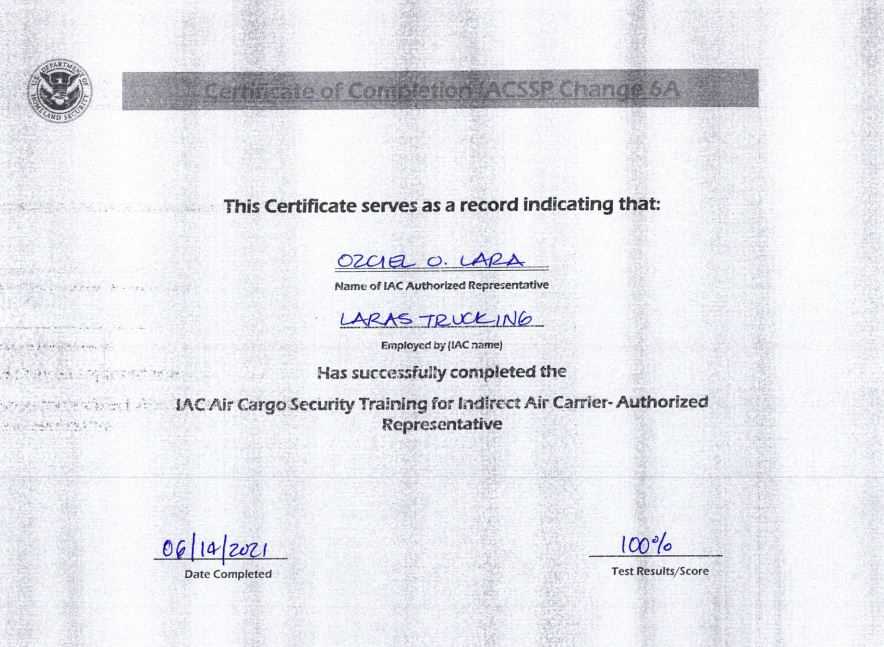 U.S. DEPARTMENT OF
HOMELAND SECURITY
Certificate of Completion IACSSP Change 6A
This Certificate serves as a record indicating that:
OZCIEL O. LARA
Name of IAC Authorized Representative
LARAS TRUCKING
Employed by (IAC name)
Has successfully completed the
IAC Air Cargo Security Training for Indirect Air Carrier- Authorized
Representative
06/14/2021
Date Completed
100%
Test Results/Score